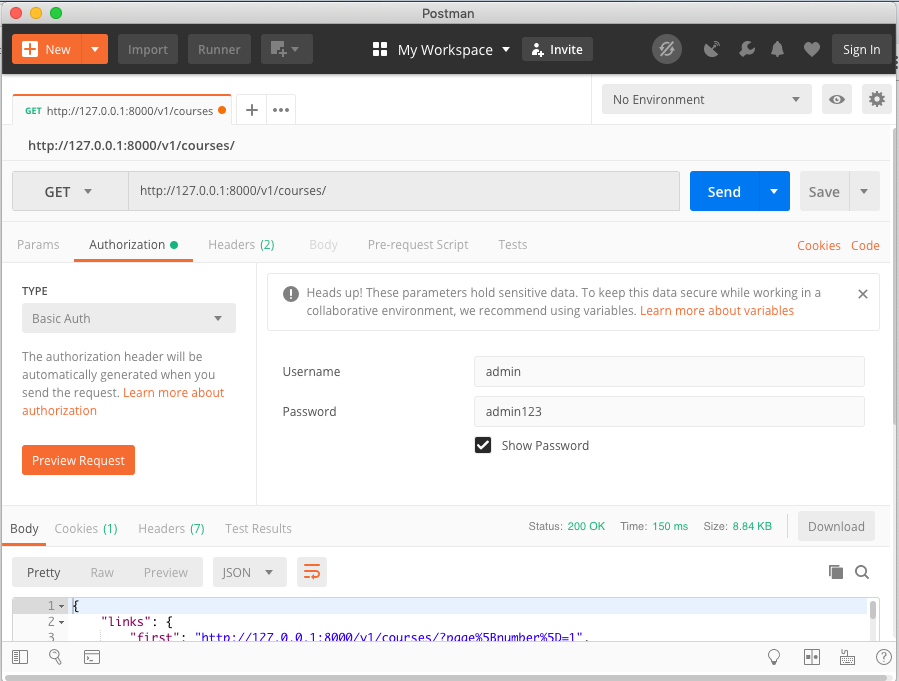 Postman
New
Import
Runner
My Workspace
Invite
Sign In
GET http://127.0.0.1:8000/v1/courses
No Environment
http://127.0.0.1:8000/v1/courses/
GET
http://127.0.0.1:8000/v1/courses/
Send
Save
Params
Authorization
Headers (2)
Body
Pre-request Script
Tests
Cookies
Code
TYPE
Basic Auth
The authorization header will be
automatically generated when you
send the request. Learn more about
authorization
Preview Request
Heads up! These parameters hold sensitive data. To keep this data secure while working in a
collaborative environment, we recommend using variables. Learn more about variables
Username
admin
Password
admin123
Show Password
Body
Cookies (1)
Headers (7)
Test Results
Status: 200 OK
Time: 150 ms
Size: 8.84 KB
Download
Pretty
Raw
Preview
JSON
1 {
2 "links": {
3 "first": "http://127.0.0.1:8000/v1/courses/?page%5Bnumber%5D=1",